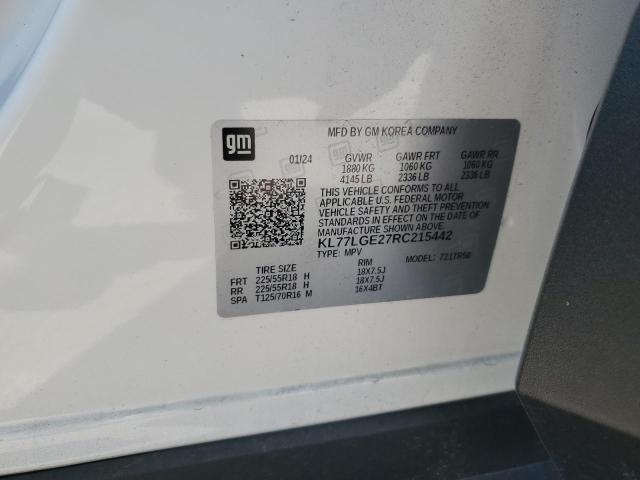 gm
MFD BY GM KOREA COMPANY
01/24 GVWR GAWR FRT GAWR RR
1880 KG 1060 KG 1060 KG
4145 LB 2336 LB 2336 LB
THIS VEHICLE CONFORMS TO ALL
APPLICABLE U.S. FEDERAL MOTOR
VEHICLE SAFETY AND THEFT PREVENTION
STANDARDS IN EFFECT ON THE DATE OF
MANUFACTURE SHOWN ABOVE.
KL77LGE27RC215442
TYPE: MPV MODEL: 721TR58
TIRE SIZE RIM
FRT 225/55R18 H 18X7.5J
RR 225/55R18 H 18X7.5J
SPA T125/70R16 M 16X4BT